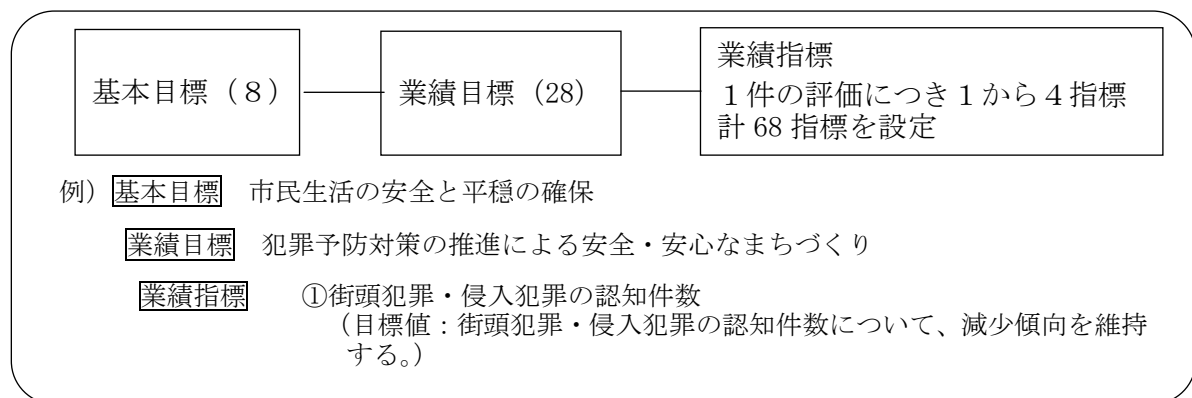 基本目標（８）
業績目標（28）
業績指標
１件の評価につき１から４指標
計 68 指標を設定
例）基本目標　市民生活の安全と平穏の確保
業績目標　犯罪予防対策の推進による安全・安心なまちづくり
業績指標　①街頭犯罪・侵入犯罪の認知件数
（目標値：街頭犯罪・侵入犯罪の認知件数について、減少傾向を維持
する。）